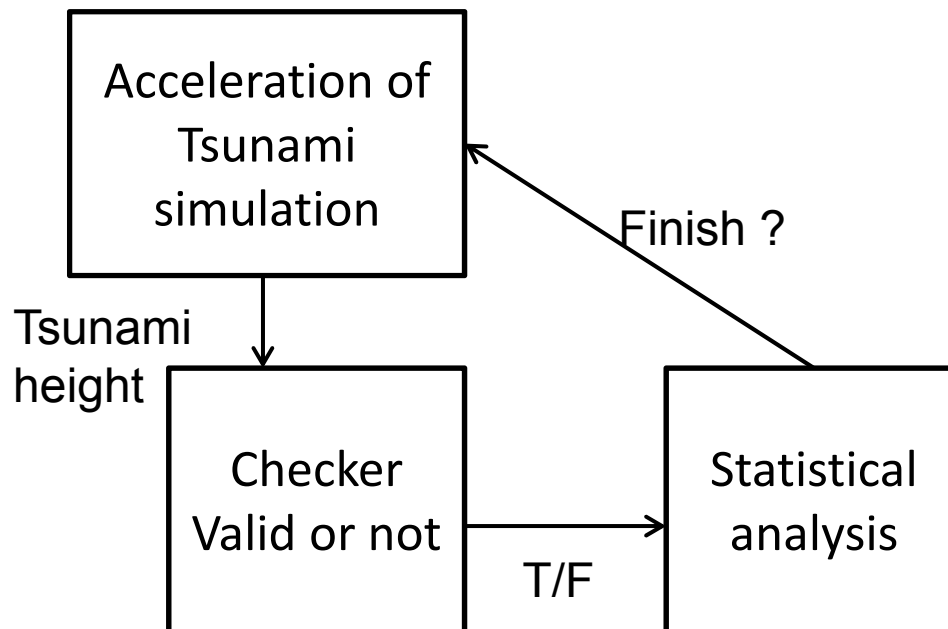 Acceleration of
Tsunami
simulation
Finish ?
Tsunami
height
Checker
Valid or not
T/F
Statistical
analysis